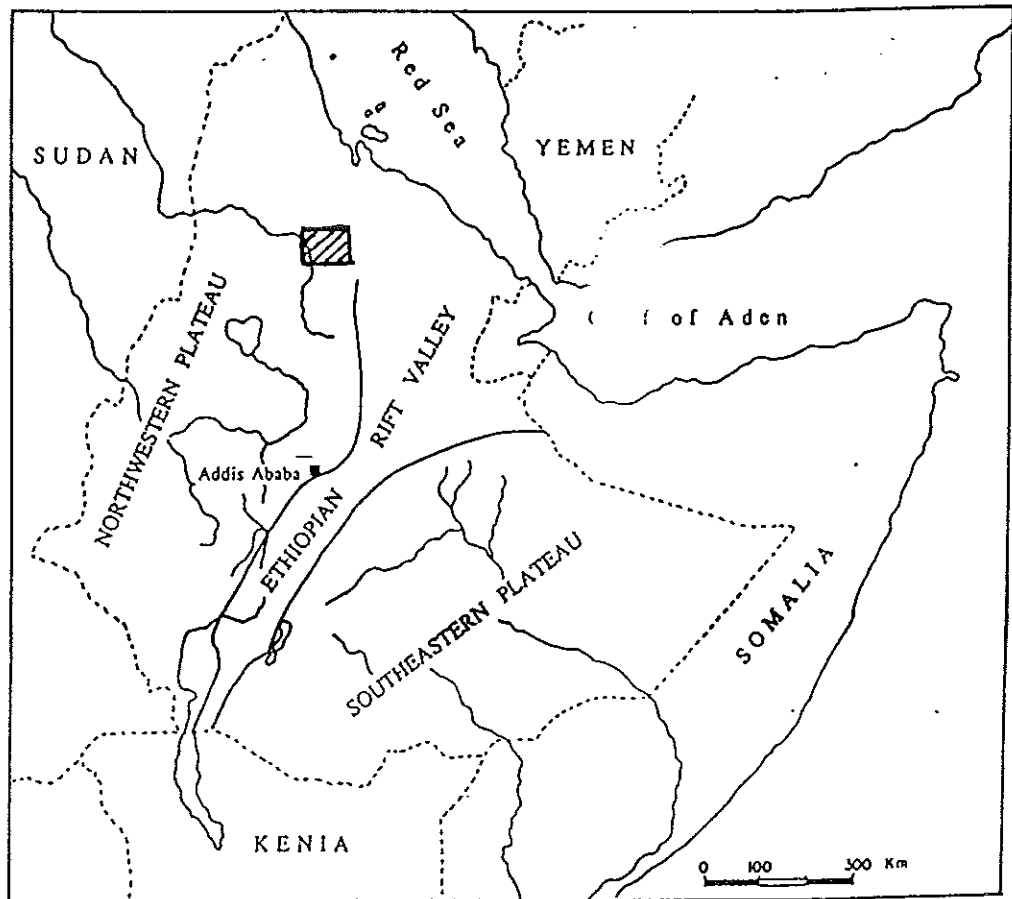 Red Sea
SUDAN
YEMEN
of Aden
NORTHWESTERN PLATEAU
RIFT VALLEY
Addis Ababa
ETHIOPIAN
SOUTHEASTERN PLATEAU
SOMALIA
KENIA
0 100 300 Km